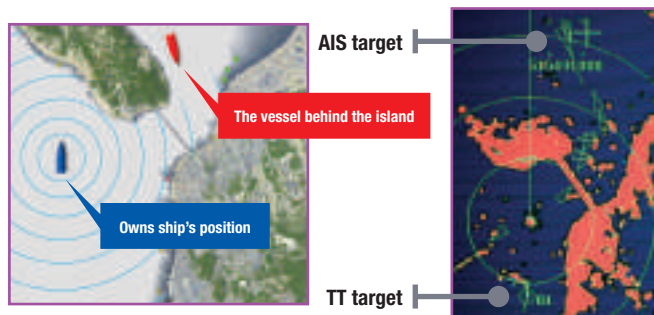 AIS target
The vessel behind the island
Owns ship's position
TT target